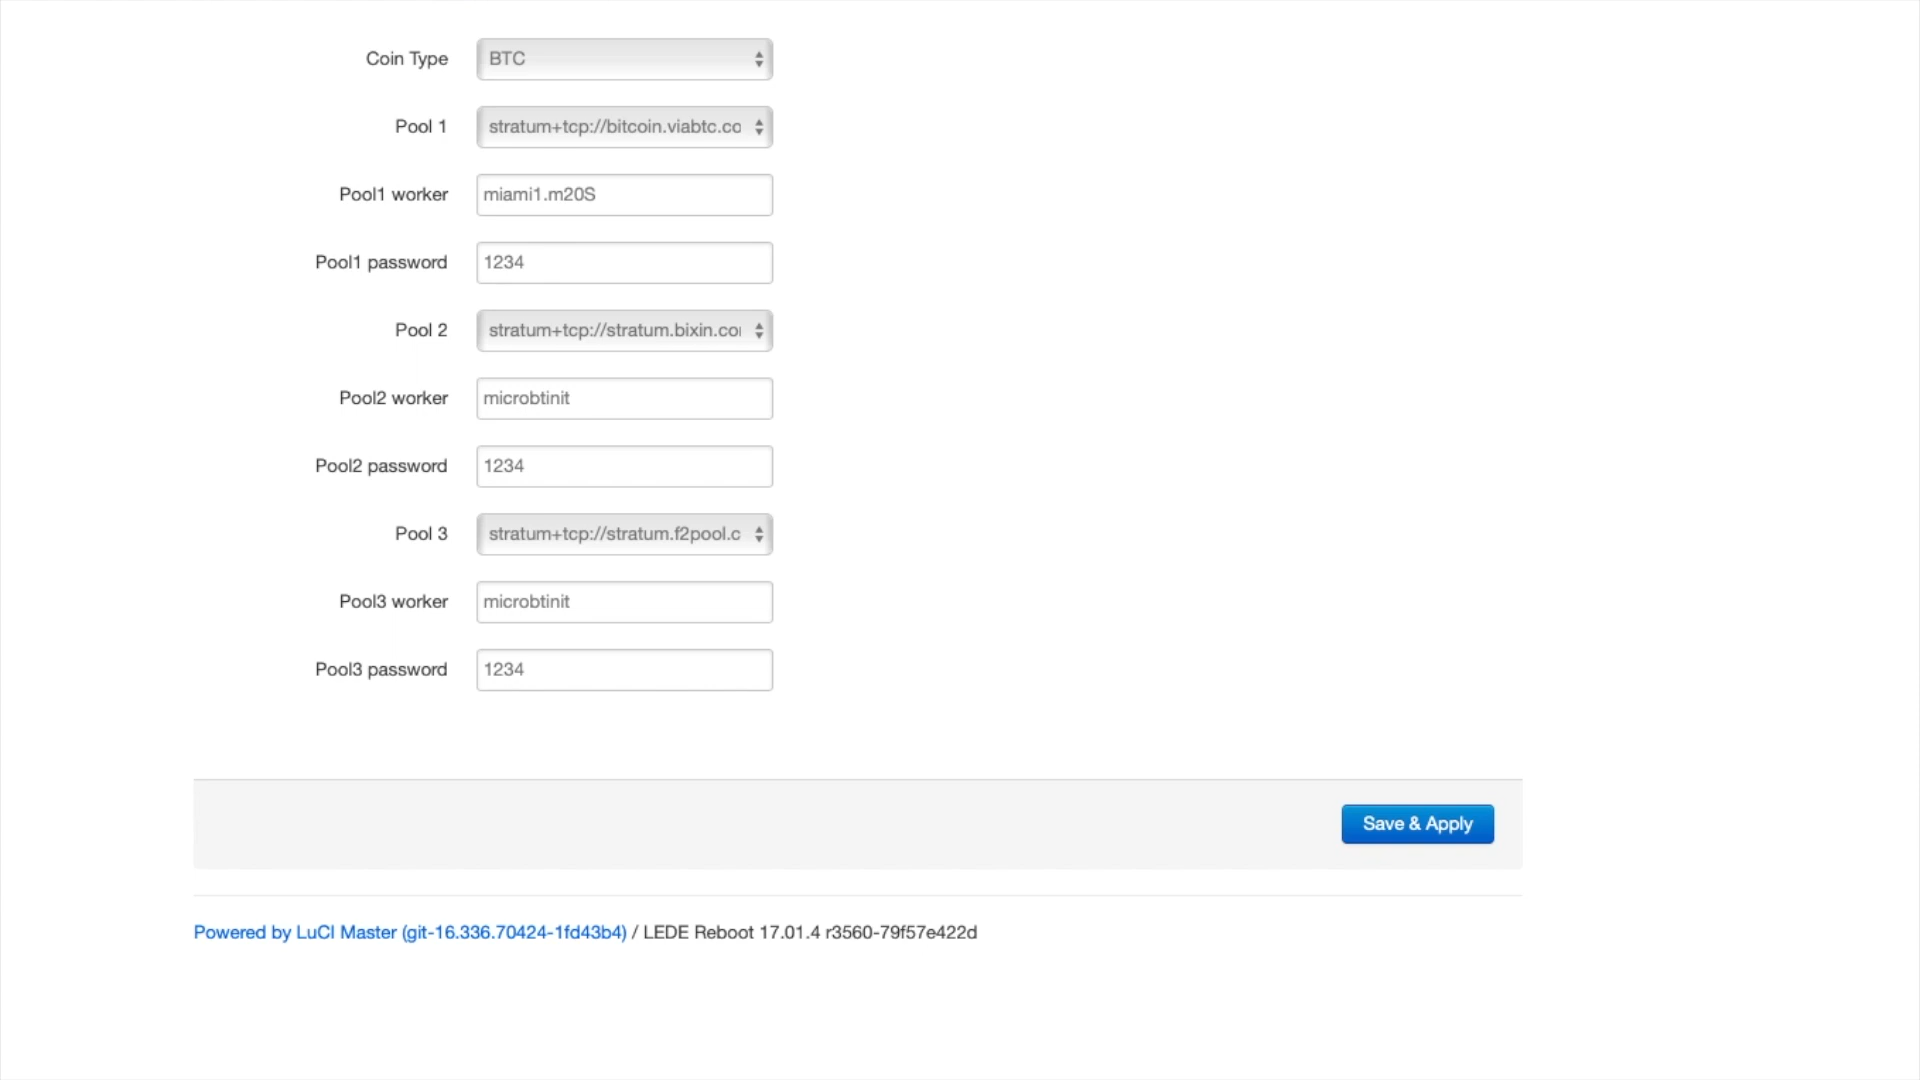 Coin Type BTC
Pool 1 stratum+tcp://bitcoin.viabtc.co
Pool1 worker miami1.m20S
Pool1 password 1234
Pool 2 stratum+tcp://stratum.bixin.co
Pool2 worker microbtinit
Pool2 password 1234
Pool 3 stratum+tcp://stratum.f2pool.c
Pool3 worker microbtinit
Pool3 password 1234
Save & Apply
Powered by LuCI Master (git-16.336.70424-1fd43b4) / LEDE Reboot 17.01.4 r3560-79f57e422d